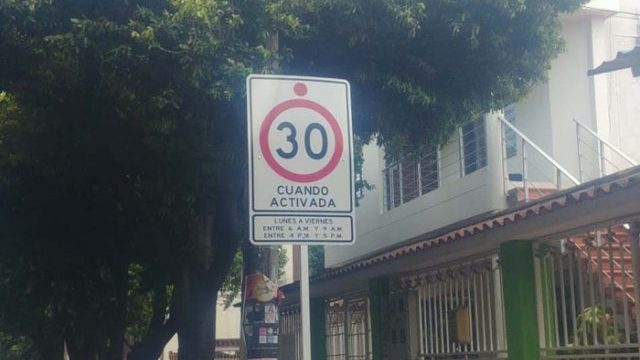 30
CUANDO
ACTIVADA
LUNES A VIERNES
ENTRE 6 A.M. Y 9 A.M.
ENTRE 4 P.M. Y 5 P.M.